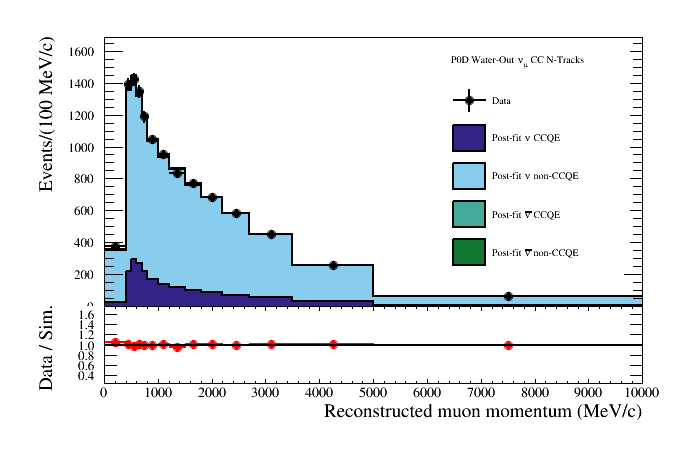 Events/(100 MeV/c)
1600
1400
1200
1000
800
600
400
200
0
P0D Water-Out νμ CC N-Tracks
Data
Post-fit ν CCQE
Post-fit ν non-CCQE
Post-fit ν̅ CCQE
Post-fit ν̅ non-CCQE
Data / Sim.
1.6
1.4
1.2
1.0
0.8
0.6
0.4
0 1000 2000 3000 4000 5000 6000 7000 8000 9000 10000
Reconstructed muon momentum (MeV/c)